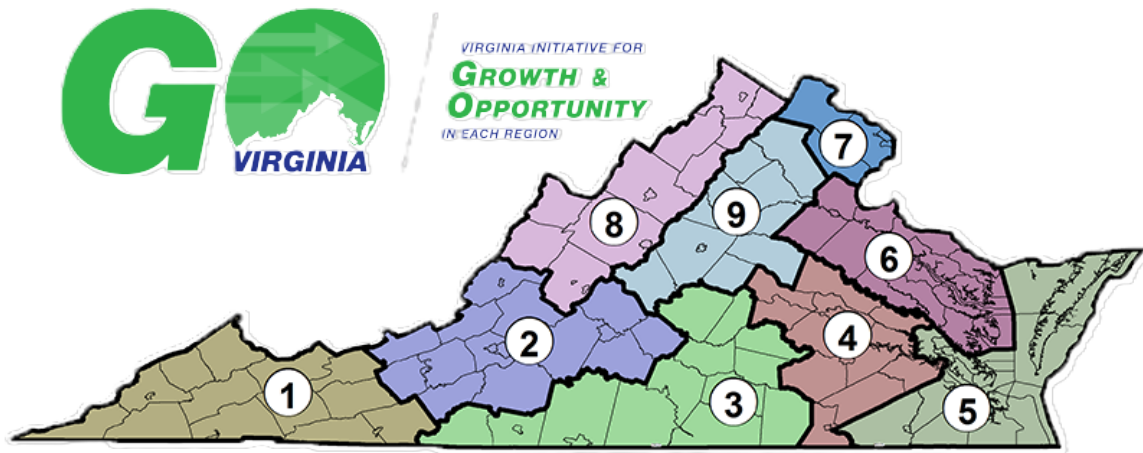 GO
VIRGINIA
VIRGINIA INITIATIVE FOR
GROWTH &
OPPORTUNITY
IN EACH REGION
7
8
9
6
2
4
1
3
5